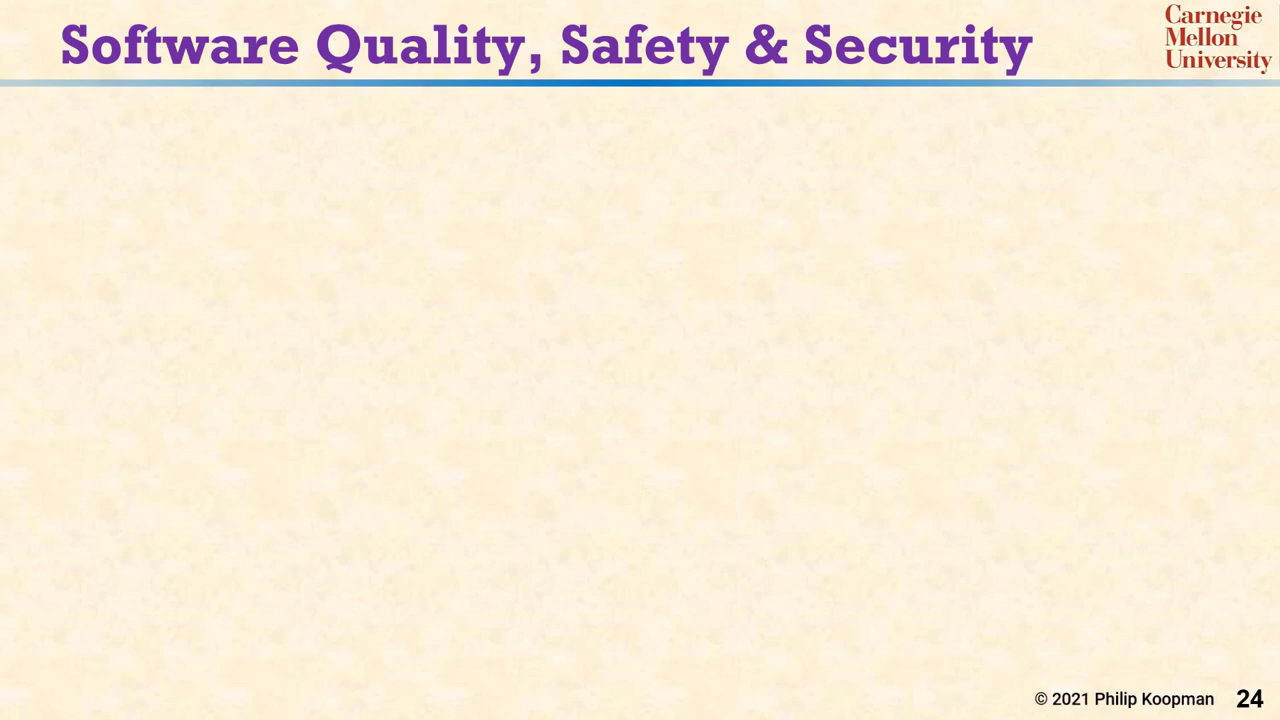 Software Quality, Safety & Security
Carnegie
Mellon
University
© 2021 Philip Koopman 24